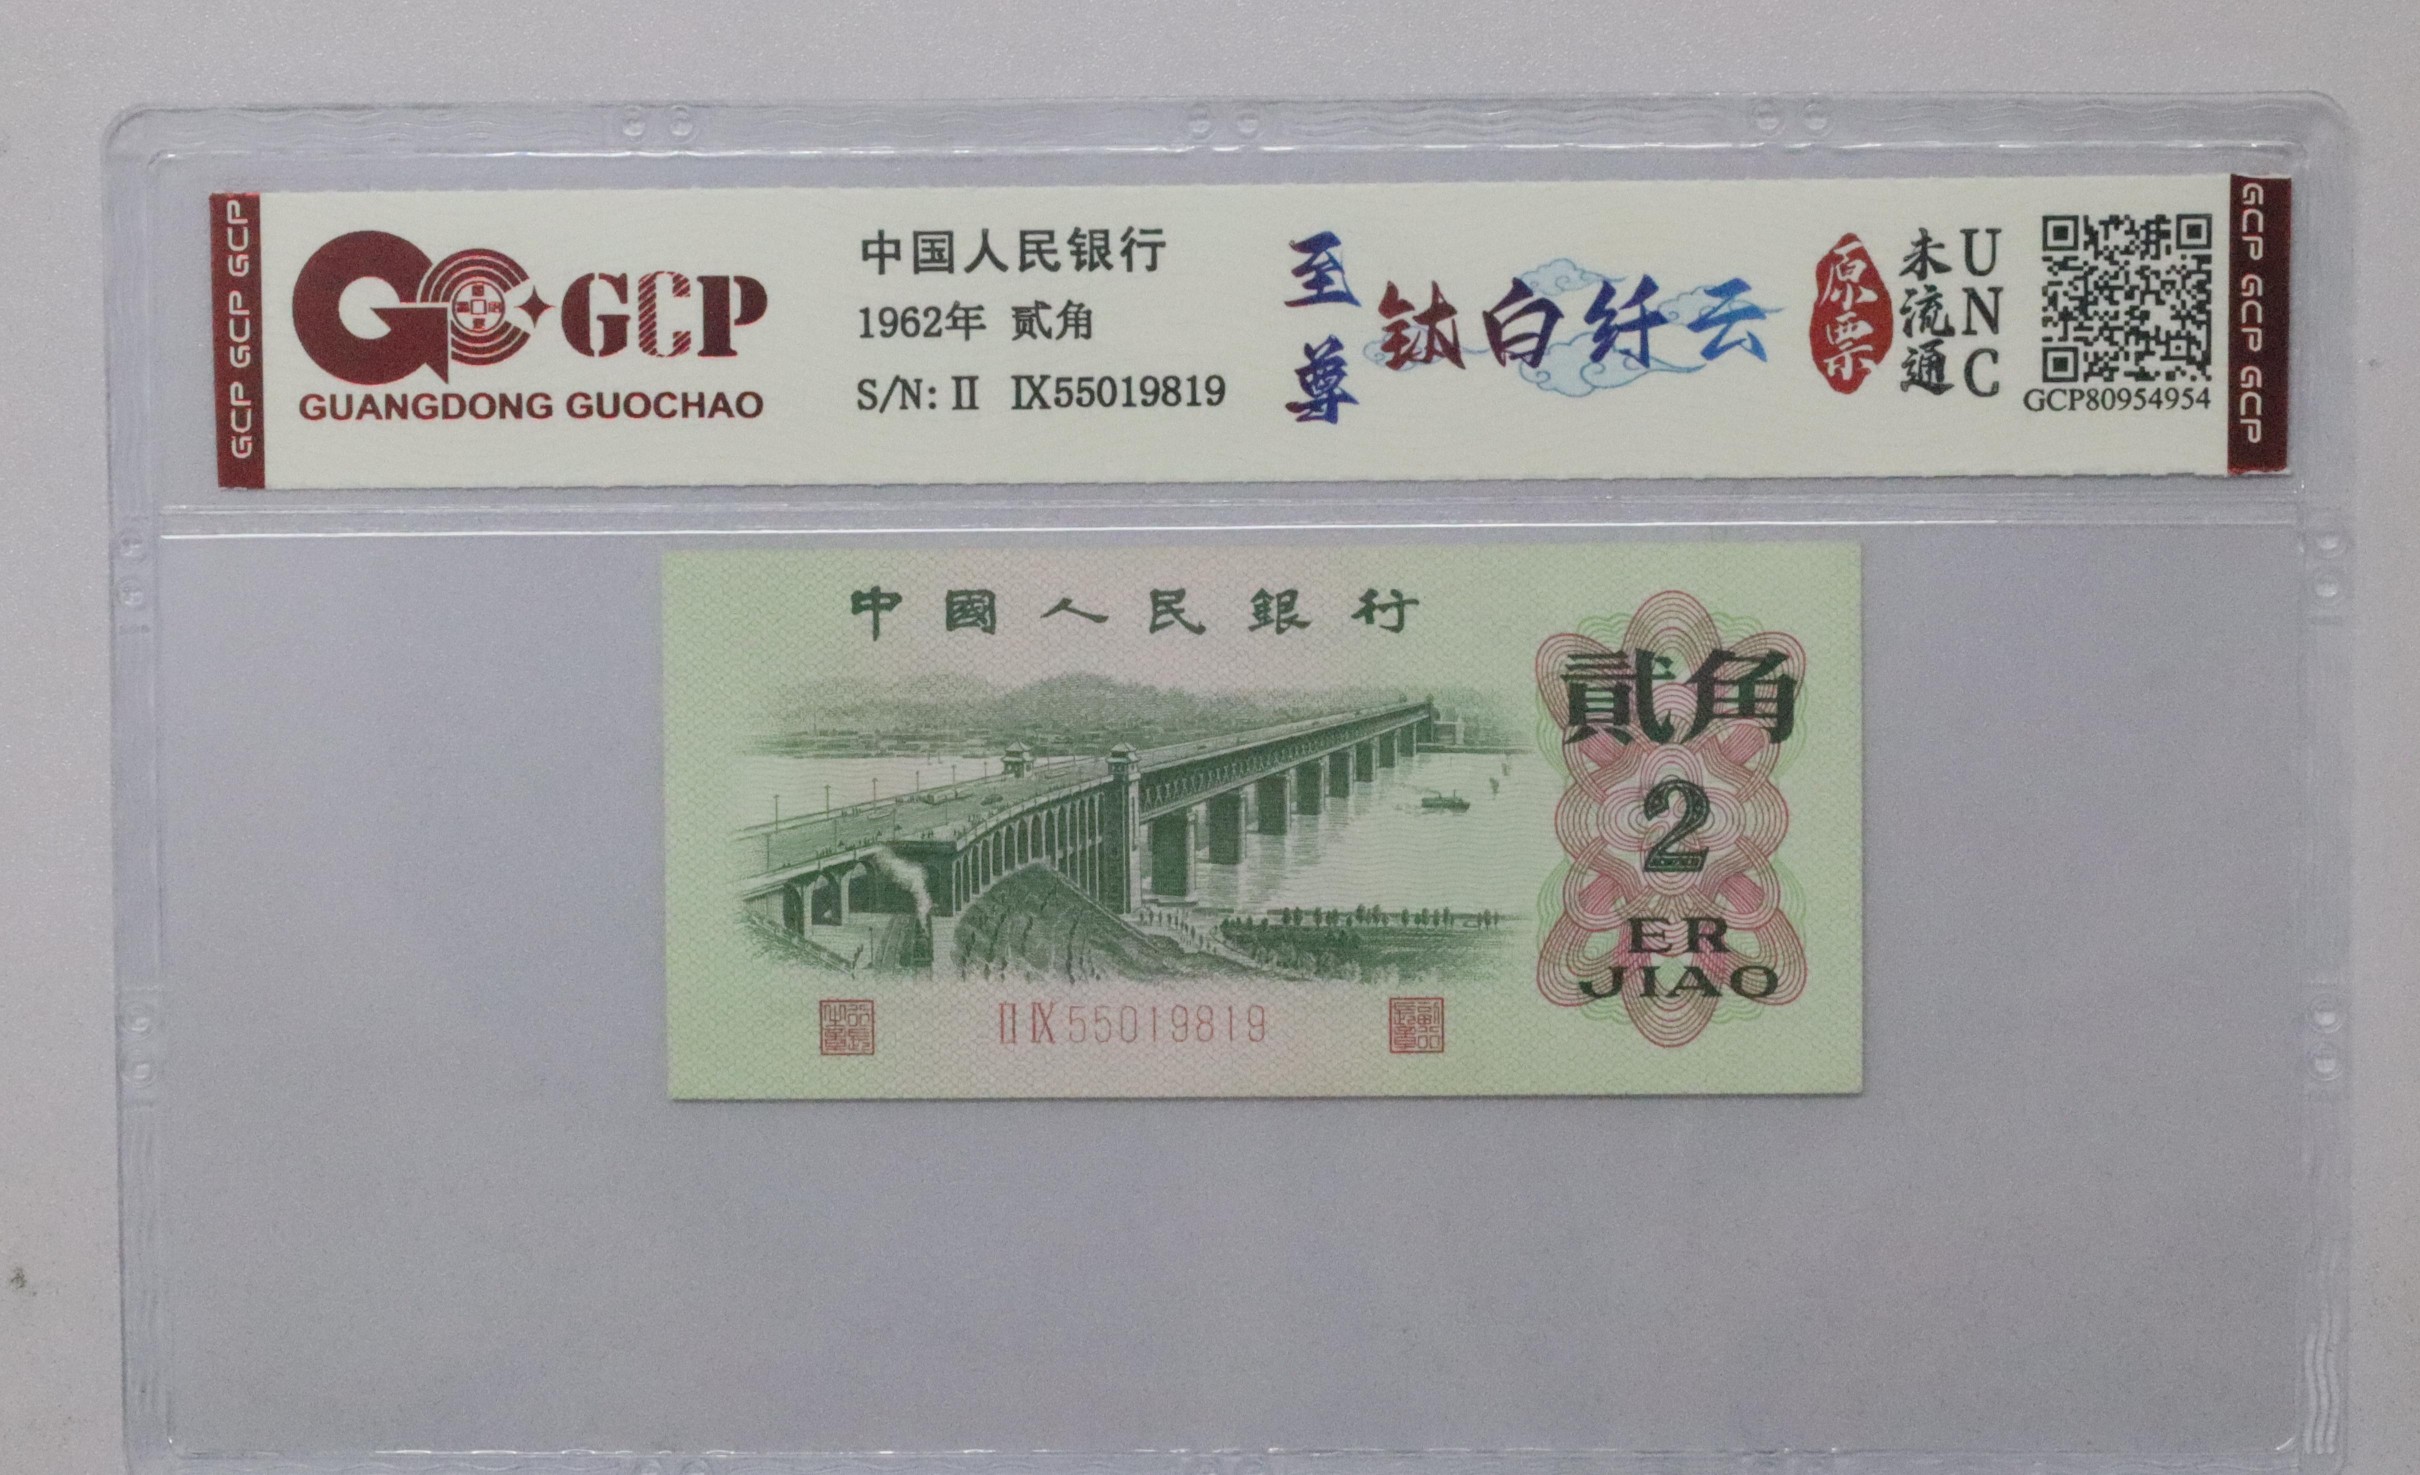 GCP GCP GCP
GCP
GUANGDONG GUOCHAO
中国人民银行
1962年 贰角
S/N: II IX55019819
至尊
钛白纤云
原票
未流通
UNC
GCP80954954
GCP GCP GCP
中國人民銀行
貳角
2
ER
JIAO
II IX 55019819